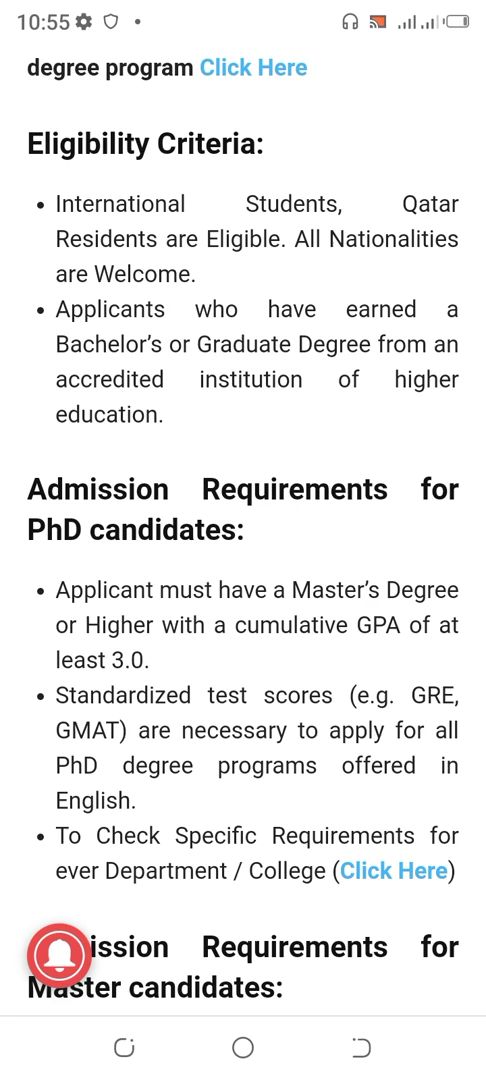 10:55
degree program Click Here
Eligibility Criteria:
• International Students, Qatar
Residents are Eligible. All Nationalities
are Welcome.
• Applicants who have earned a
Bachelor’s or Graduate Degree from an
accredited institution of higher
education.
Admission Requirements for
PhD candidates:
• Applicant must have a Master’s Degree
or Higher with a cumulative GPA of at
least 3.0.
• Standardized test scores (e.g. GRE,
GMAT) are necessary to apply for all
PhD degree programs offered in
English.
• To Check Specific Requirements for
ever Department / College (Click Here)
ission Requirements for
Master candidates: